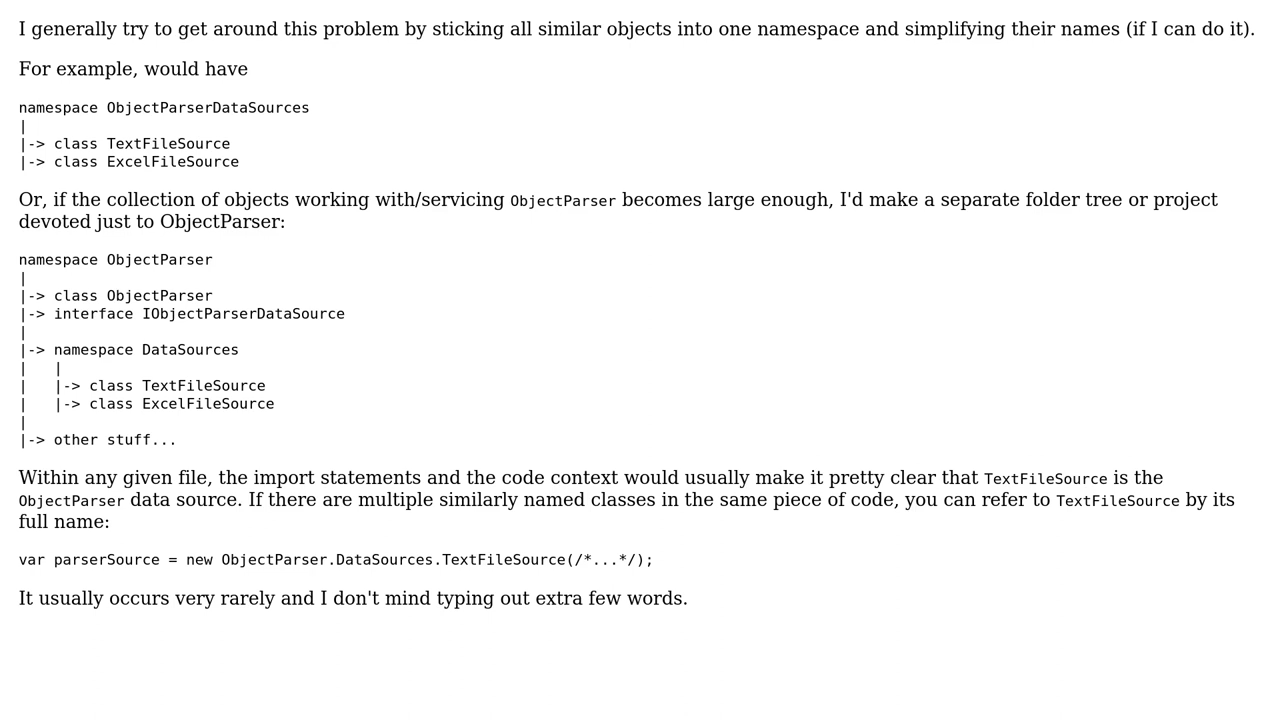 I generally try to get around this problem by sticking all similar objects into one namespace and simplifying their names (if I can do it).
For example, would have
namespace ObjectParserDataSources
|
|-> class TextFileSource
|-> class ExcelFileSource
Or, if the collection of objects working with/servicing ObjectParser becomes large enough, I'd make a separate folder tree or project
devoted just to ObjectParser:
namespace ObjectParser
|
|-> class ObjectParser
|-> interface IObjectParserDataSource
|
|-> namespace DataSources
|   |
|   |-> class TextFileSource
|   |-> class ExcelFileSource
|
|-> other stuff...
Within any given file, the import statements and the code context would usually make it pretty clear that TextFileSource is the
ObjectParser data source. If there are multiple similarly named classes in the same piece of code, you can refer to TextFileSource by its
full name:
var parserSource = new ObjectParser.DataSources.TextFileSource(/*...*/);
It usually occurs very rarely and I don't mind typing out extra few words.